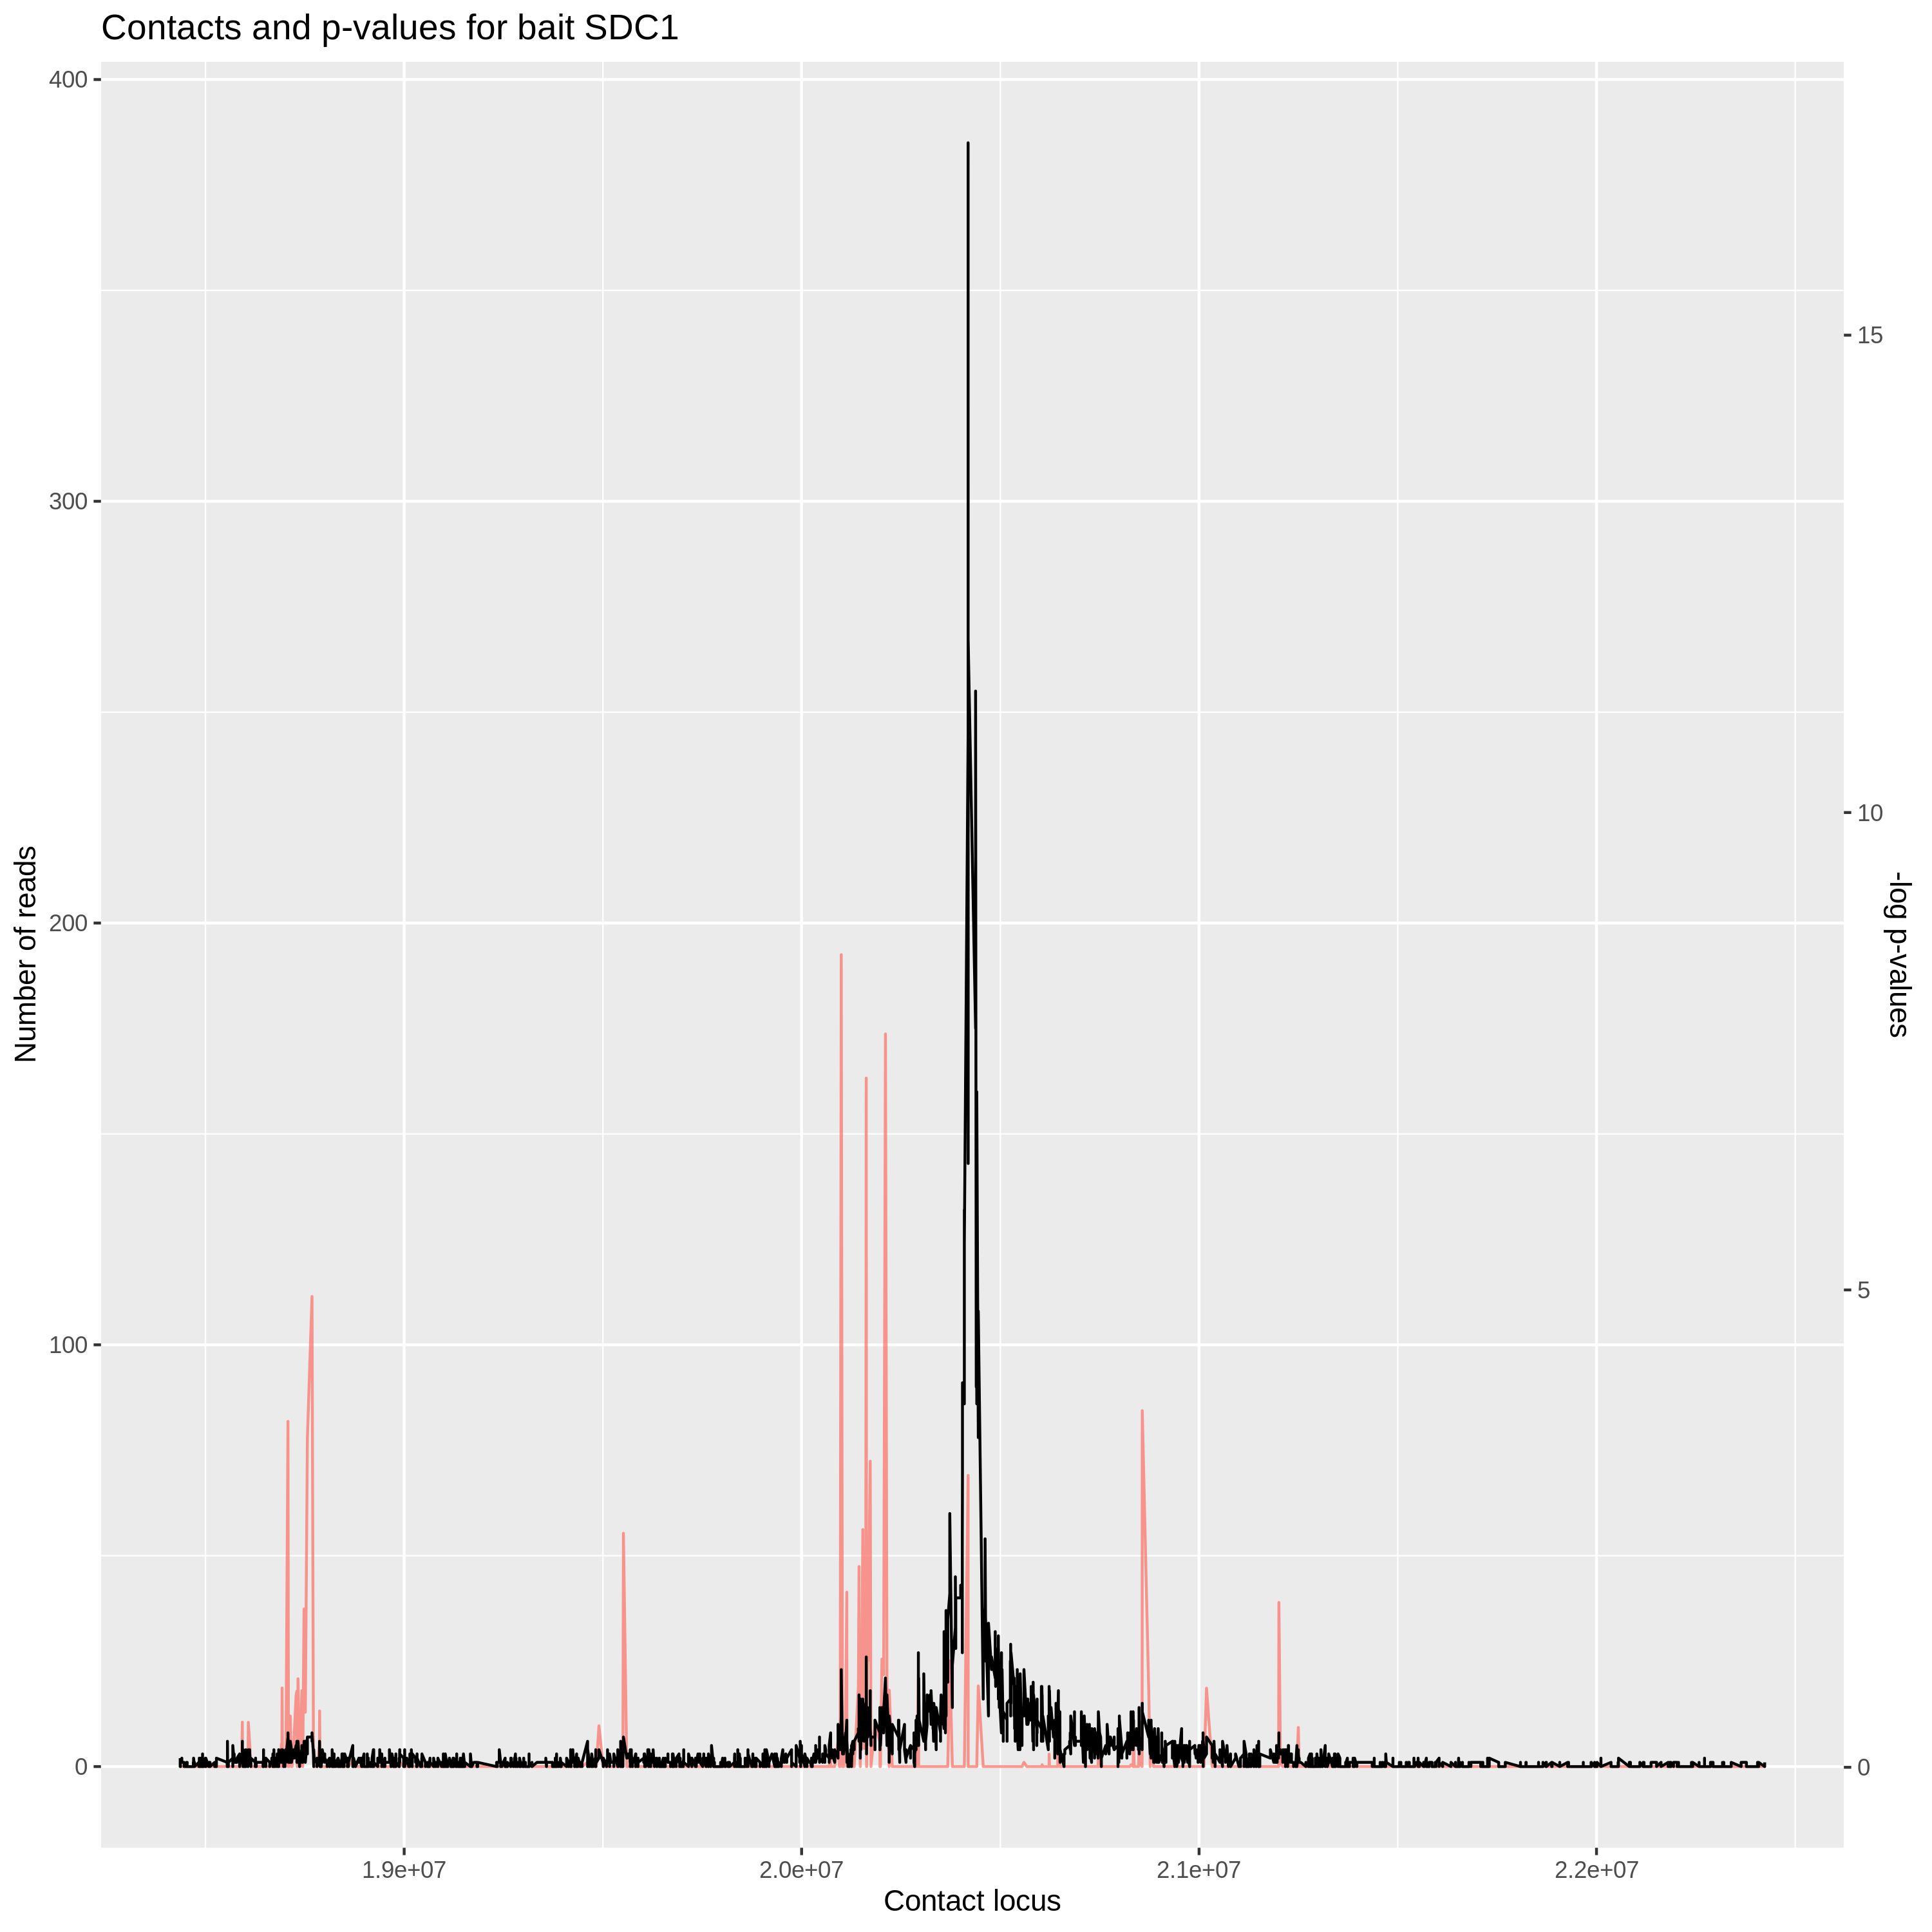 Contacts and p-values for bait SDC1
400
300
200
100
0
Number of reads
15
10
5
0
-log p-values
1.9e+07
2.0e+07
2.1e+07
2.2e+07
Contact locus